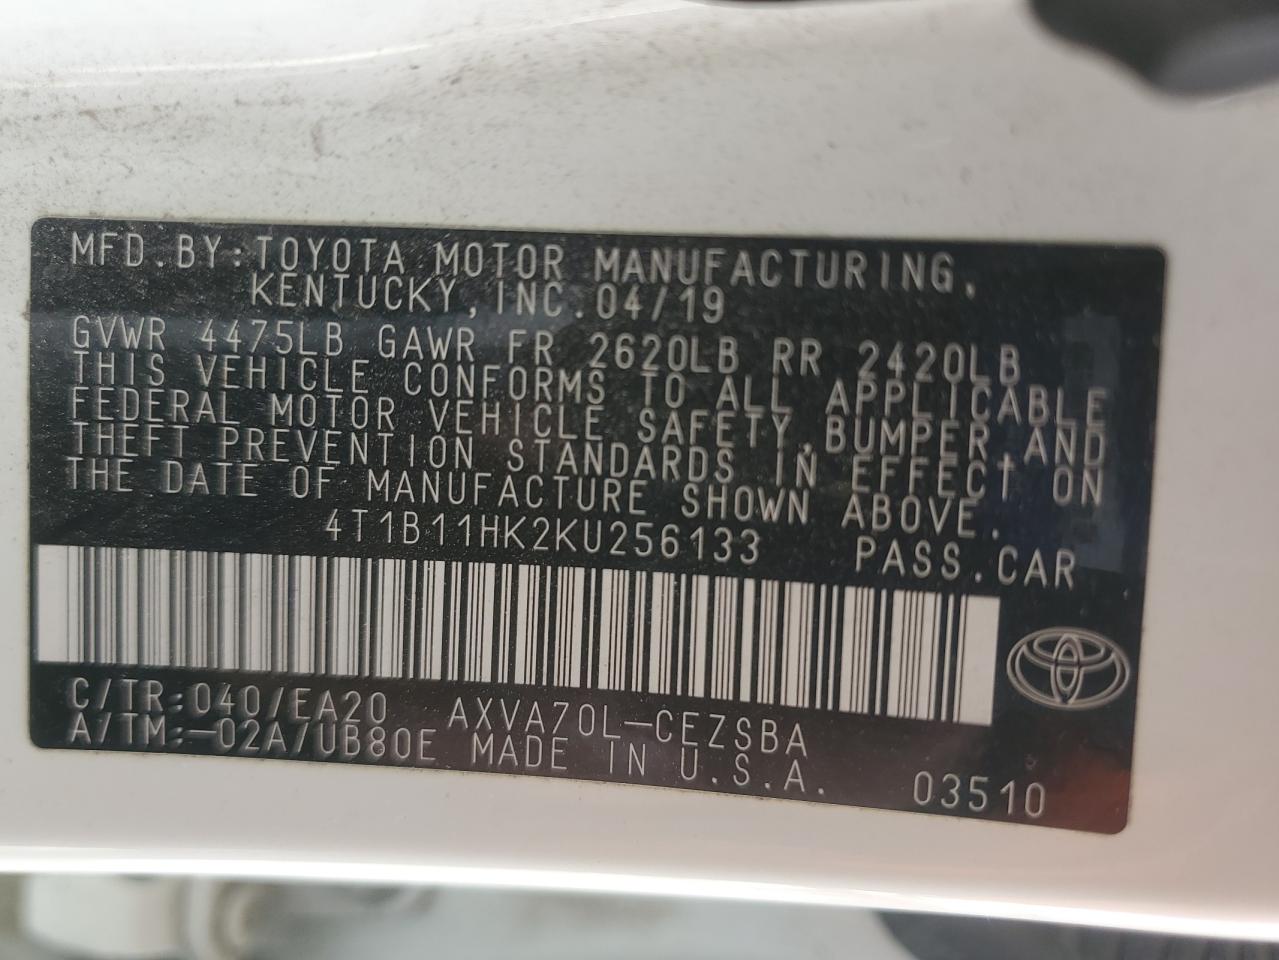 MFD.BY:TOYOTA MOTOR MANUFACTURING,
KENTUCKY,INC.04/19
GVWR 4475LB GAWR FR 2620LB RR 2420LB
THIS VEHICLE CONFORMS TO ALL APPLICABLE
FEDERAL MOTOR VEHICLE SAFETY,BUMPER,AND
THEFT PREVENTION STANDARDS IN EFFECT ON
THE DATE OF MANUFACTURE SHOWN ABOVE.
4T1B11HK2KU256133 PASS.CAR
C/TR:040/EA20 AXVA70L-CEZSBA
A/TM:-02A/UB80E MADE IN U.S.A. 03510